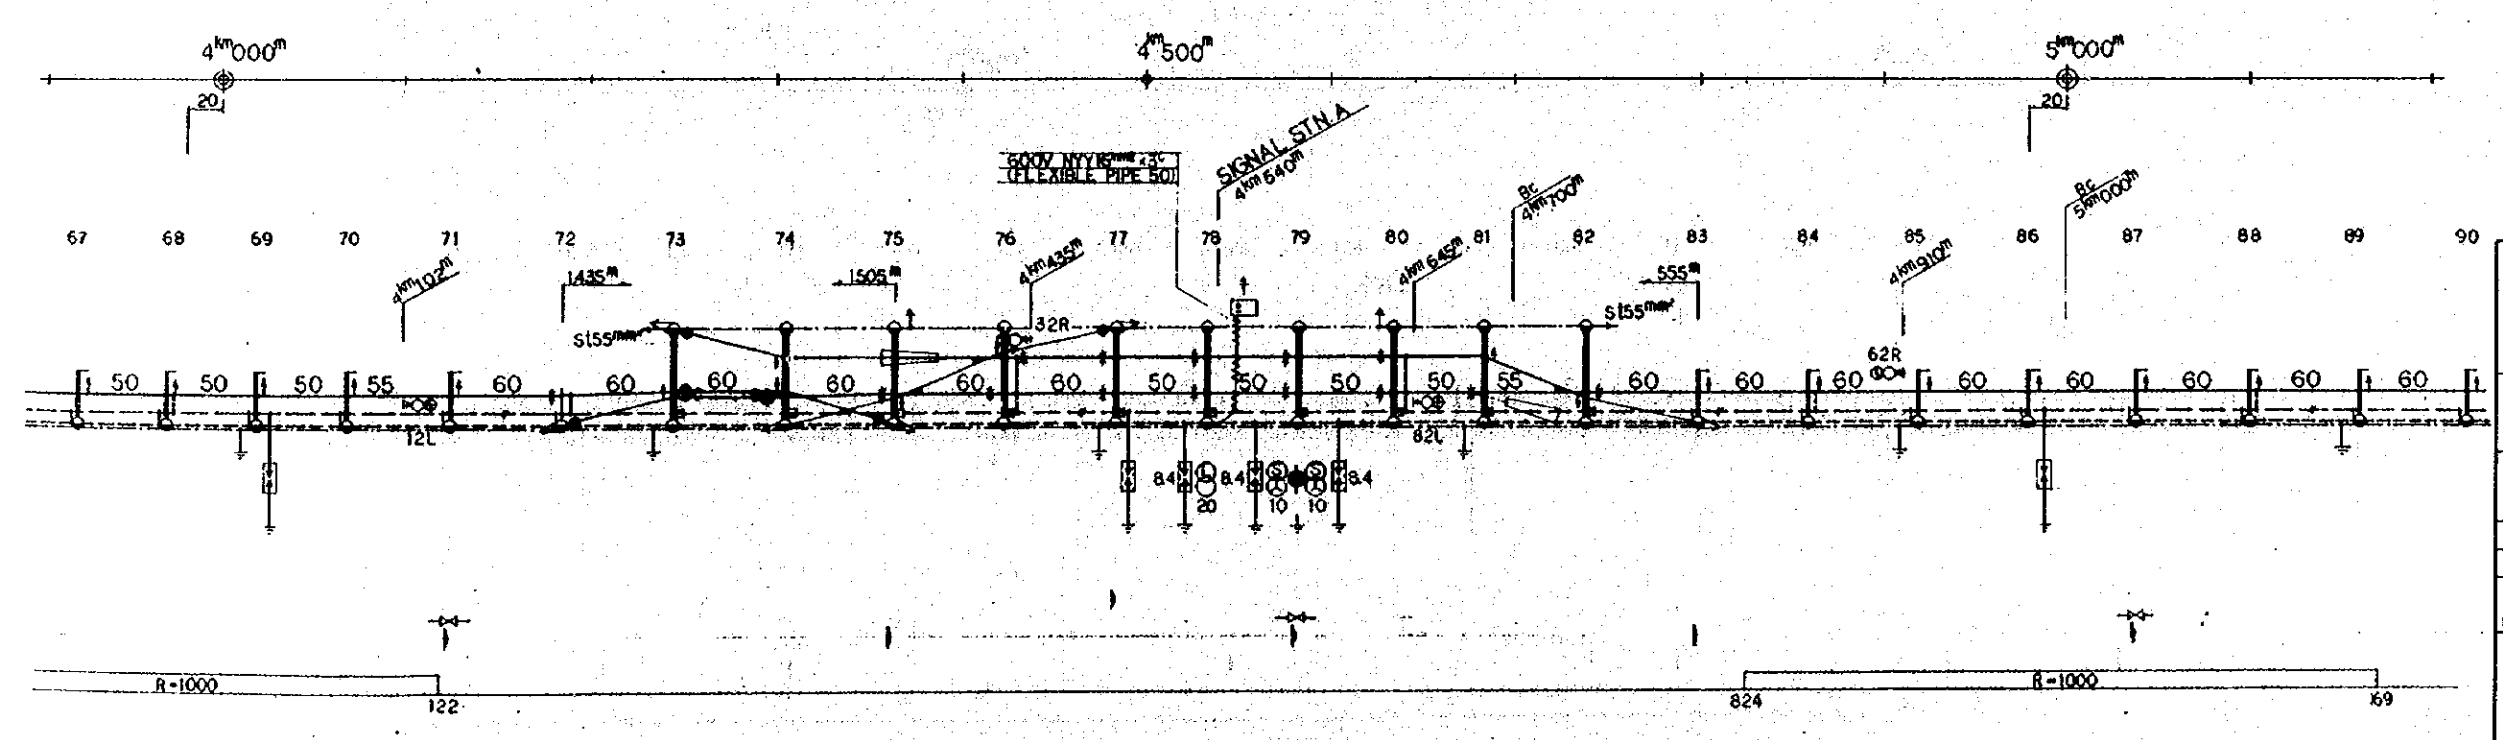 4km000m 4km500m 5km000m
20 20
SIGNAL STN. A
4km540m
600V NYY16mm2×3C
(FLEXIBLE PIPE 50)
Bc
4km700m
Bc
5km000m
67 68 69 70 71 72 73 74 75 76 77 78 79 80 81 82 83 84 85 86 87 88 89 90
4km102m 1435m 1505m 4km435m 4km645m 555m 4km910m
St55mm2 32R St55mm2
62R
50 50 50 55 60 60 60 60 60 60 50 50 50 50 55 60 60 60 60 60 60 60 60
12L 82L
8.4 L 8.4 S S 8.4
20 10 10
R=1000 R=1000
122 824 169